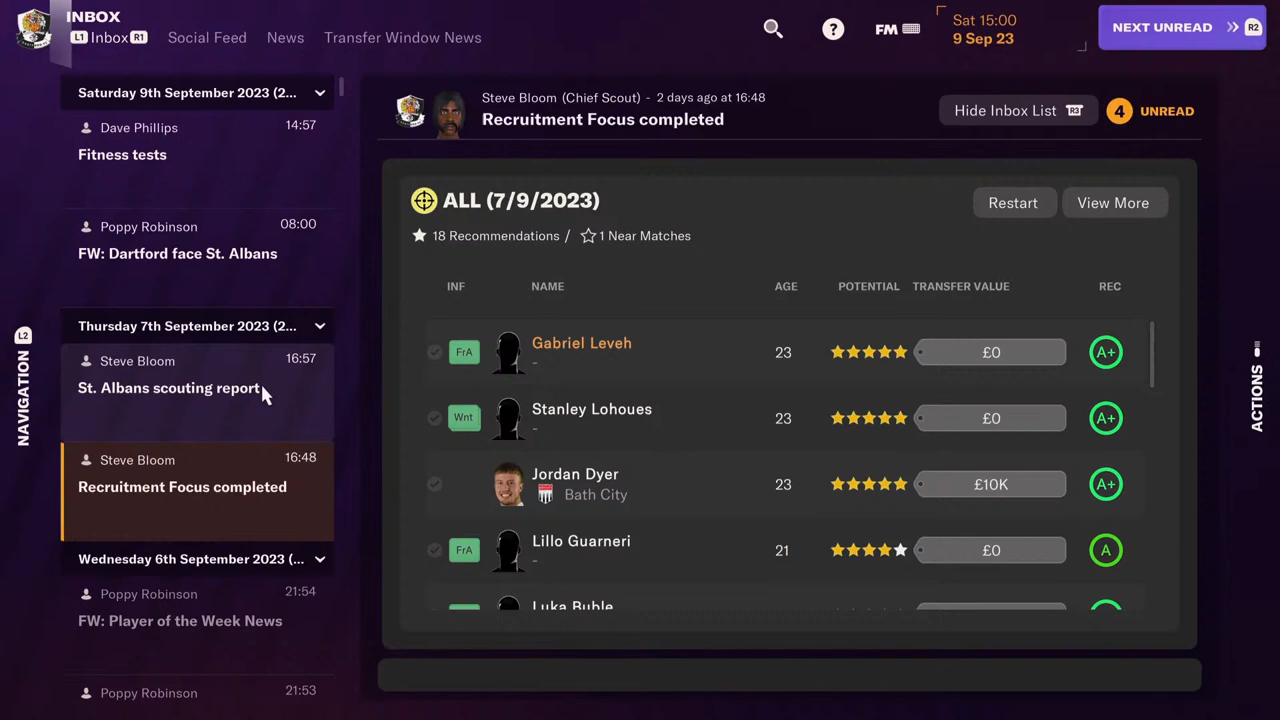 INBOX
L1 Inbox R1
Social Feed
News
Transfer Window News
FM
Sat 15:00
9 Sep 23
NEXT UNREAD R2
L2
NAVIGATION
Saturday 9th September 2023 (2...
Dave Phillips 14:57
Fitness tests
Poppy Robinson 08:00
FW: Dartford face St. Albans
Thursday 7th September 2023 (2...
Steve Bloom 16:57
St. Albans scouting report
Steve Bloom 16:48
Recruitment Focus completed
Wednesday 6th September 2023 (...
Poppy Robinson 21:54
FW: Player of the Week News
Poppy Robinson 21:53
Steve Bloom (Chief Scout) - 2 days ago at 16:48
Recruitment Focus completed
Hide Inbox List R3
4 UNREAD
ALL (7/9/2023)
Restart
View More
18 Recommendations / 1 Near Matches
INF NAME AGE POTENTIAL TRANSFER VALUE REC
FrA Gabriel Leveh 23 £0 A+
-
Wnt Stanley Lohoues 23 £0 A+
-
Jordan Dyer 23 £10K A+
Bath City
FrA Lillo Guarneri 21 £0 A
-
Luka Buble
ACTIONS